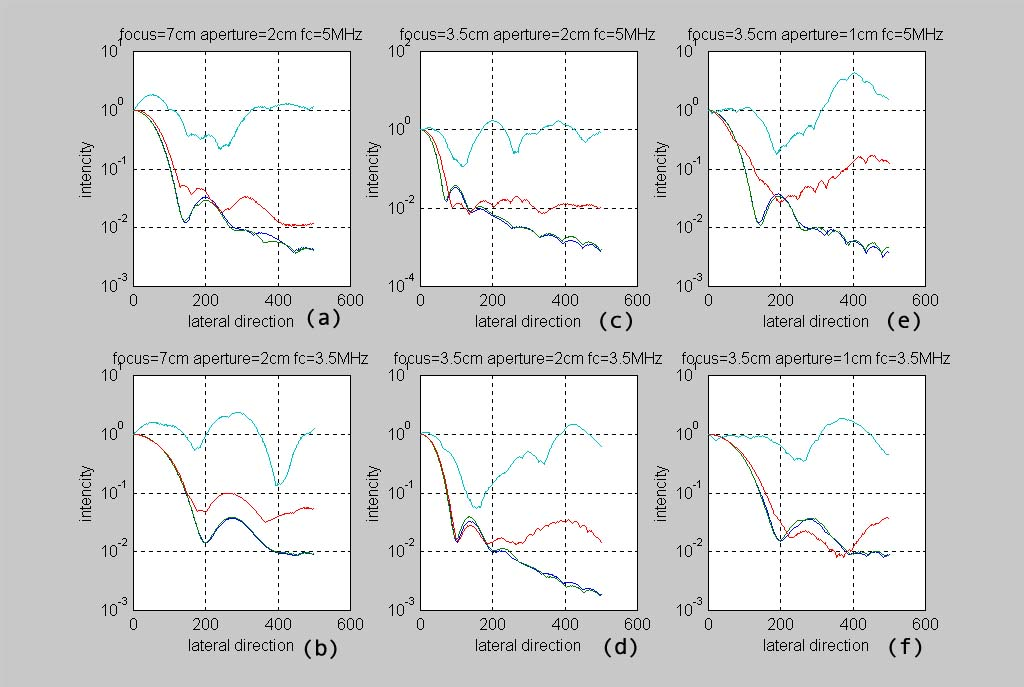 focus=7cm aperture=2cm fc=5MHz
focus=3.5cm aperture=2cm fc=5MHz
focus=3.5cm aperture=1cm fc=5MHz
10^1
10^0
10^-1
10^-2
10^-3
intencity
0 200 400 600
lateral direction (a)
10^2
10^0
10^-2
10^-4
intencity
0 200 400 600
lateral direction (c)
10^1
10^0
10^-1
10^-2
10^-3
intencity
0 200 400 600
lateral direction (e)
focus=7cm aperture=2cm fc=3.5MHz
focus=3.5cm aperture=2cm fc=3.5MHz
focus=3.5cm aperture=1cm fc=3.5MHz
10^1
10^0
10^-1
10^-2
10^-3
intencity
0 200 400 600
lateral direction (b)
10^1
10^0
10^-1
10^-2
10^-3
intencity
0 200 400 600
lateral direction (d)
10^1
10^0
10^-1
10^-2
10^-3
intencity
0 200 400 600
lateral direction (f)